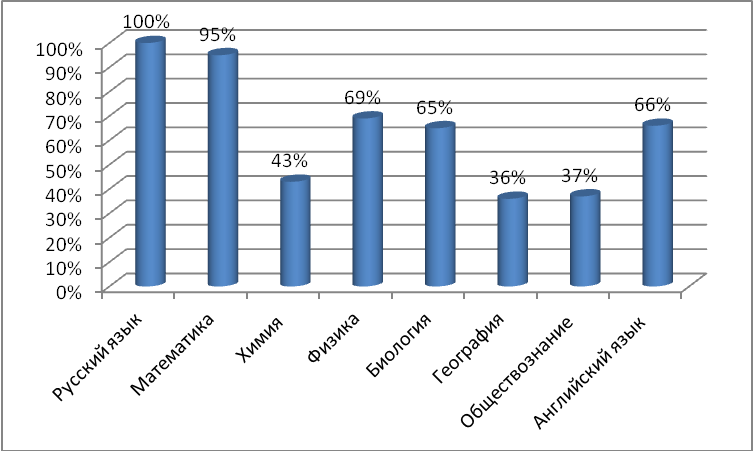 100%
95%
43%
69%
65%
36%
37%
66%
100%
90%
80%
70%
60%
50%
40%
30%
20%
10%
0%
Русский язык
Математика
Химия
Физика
Биология
География
Обществознание
Английский язык